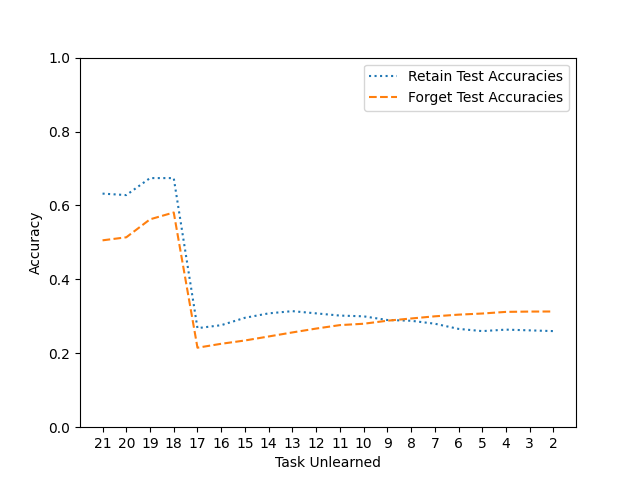 1.0
0.8
0.6
0.4
0.2
0.0
Accuracy
Retain Test Accuracies
Forget Test Accuracies
21 20 19 18 17 16 15 14 13 12 11 10 9 8 7 6 5 4 3 2
Task Unlearned